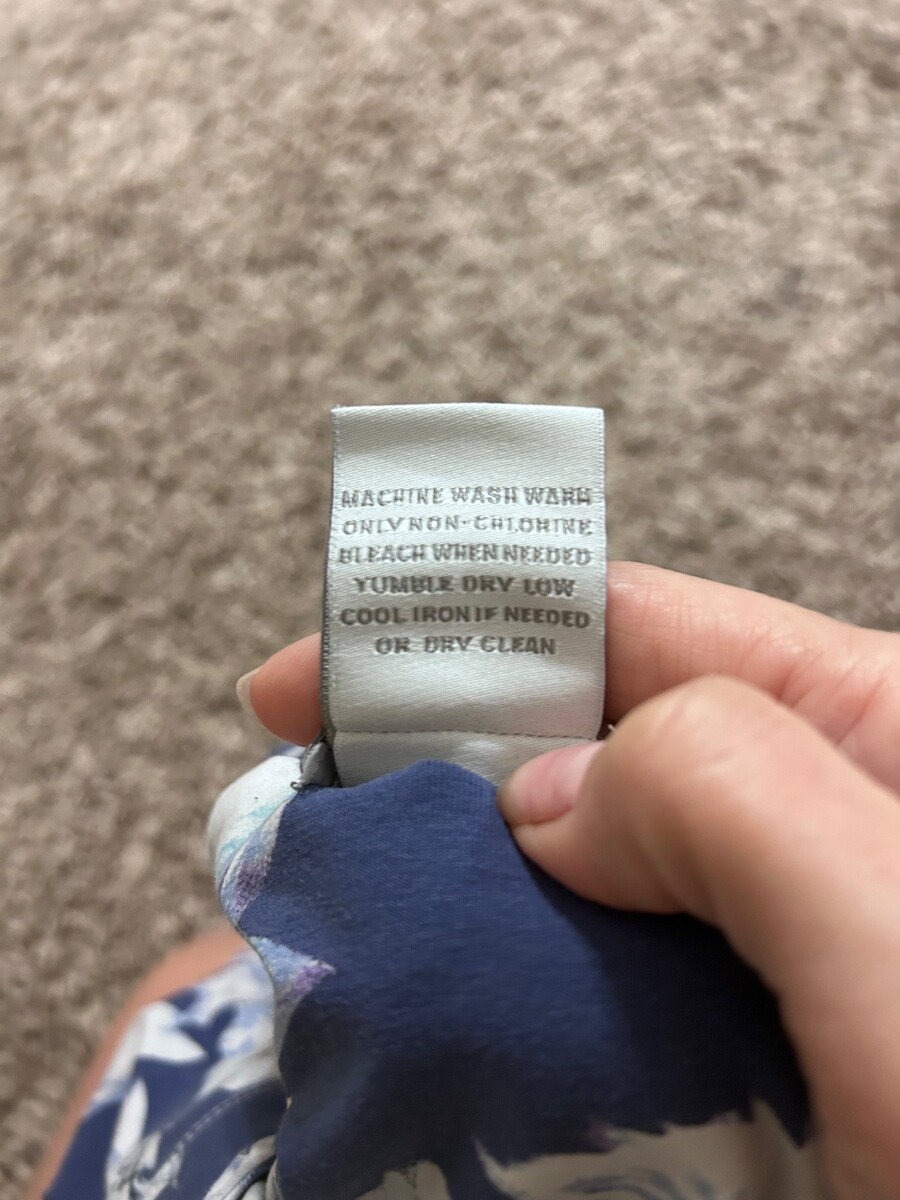 MACHINE WASH WARM
ONLY NON-CHLORINE
BLEACH WHEN NEEDED
TUMBLE DRY LOW
COOL IRON IF NEEDED
OR DRY CLEAN